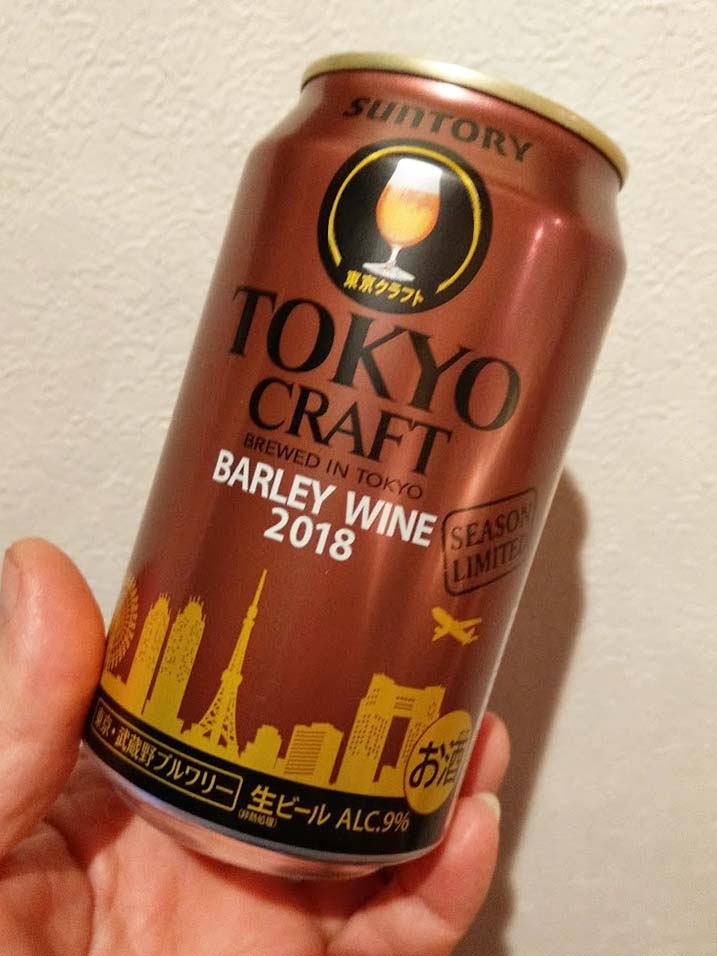 SUNTORY
東京クラフト
TOKYO
CRAFT
BREWED IN TOKYO
BARLEY WINE
2018
SEASON
LIMITED
お酒
東京・武蔵野ブルワリー
生ビール ALC.9%
(非熱処理)